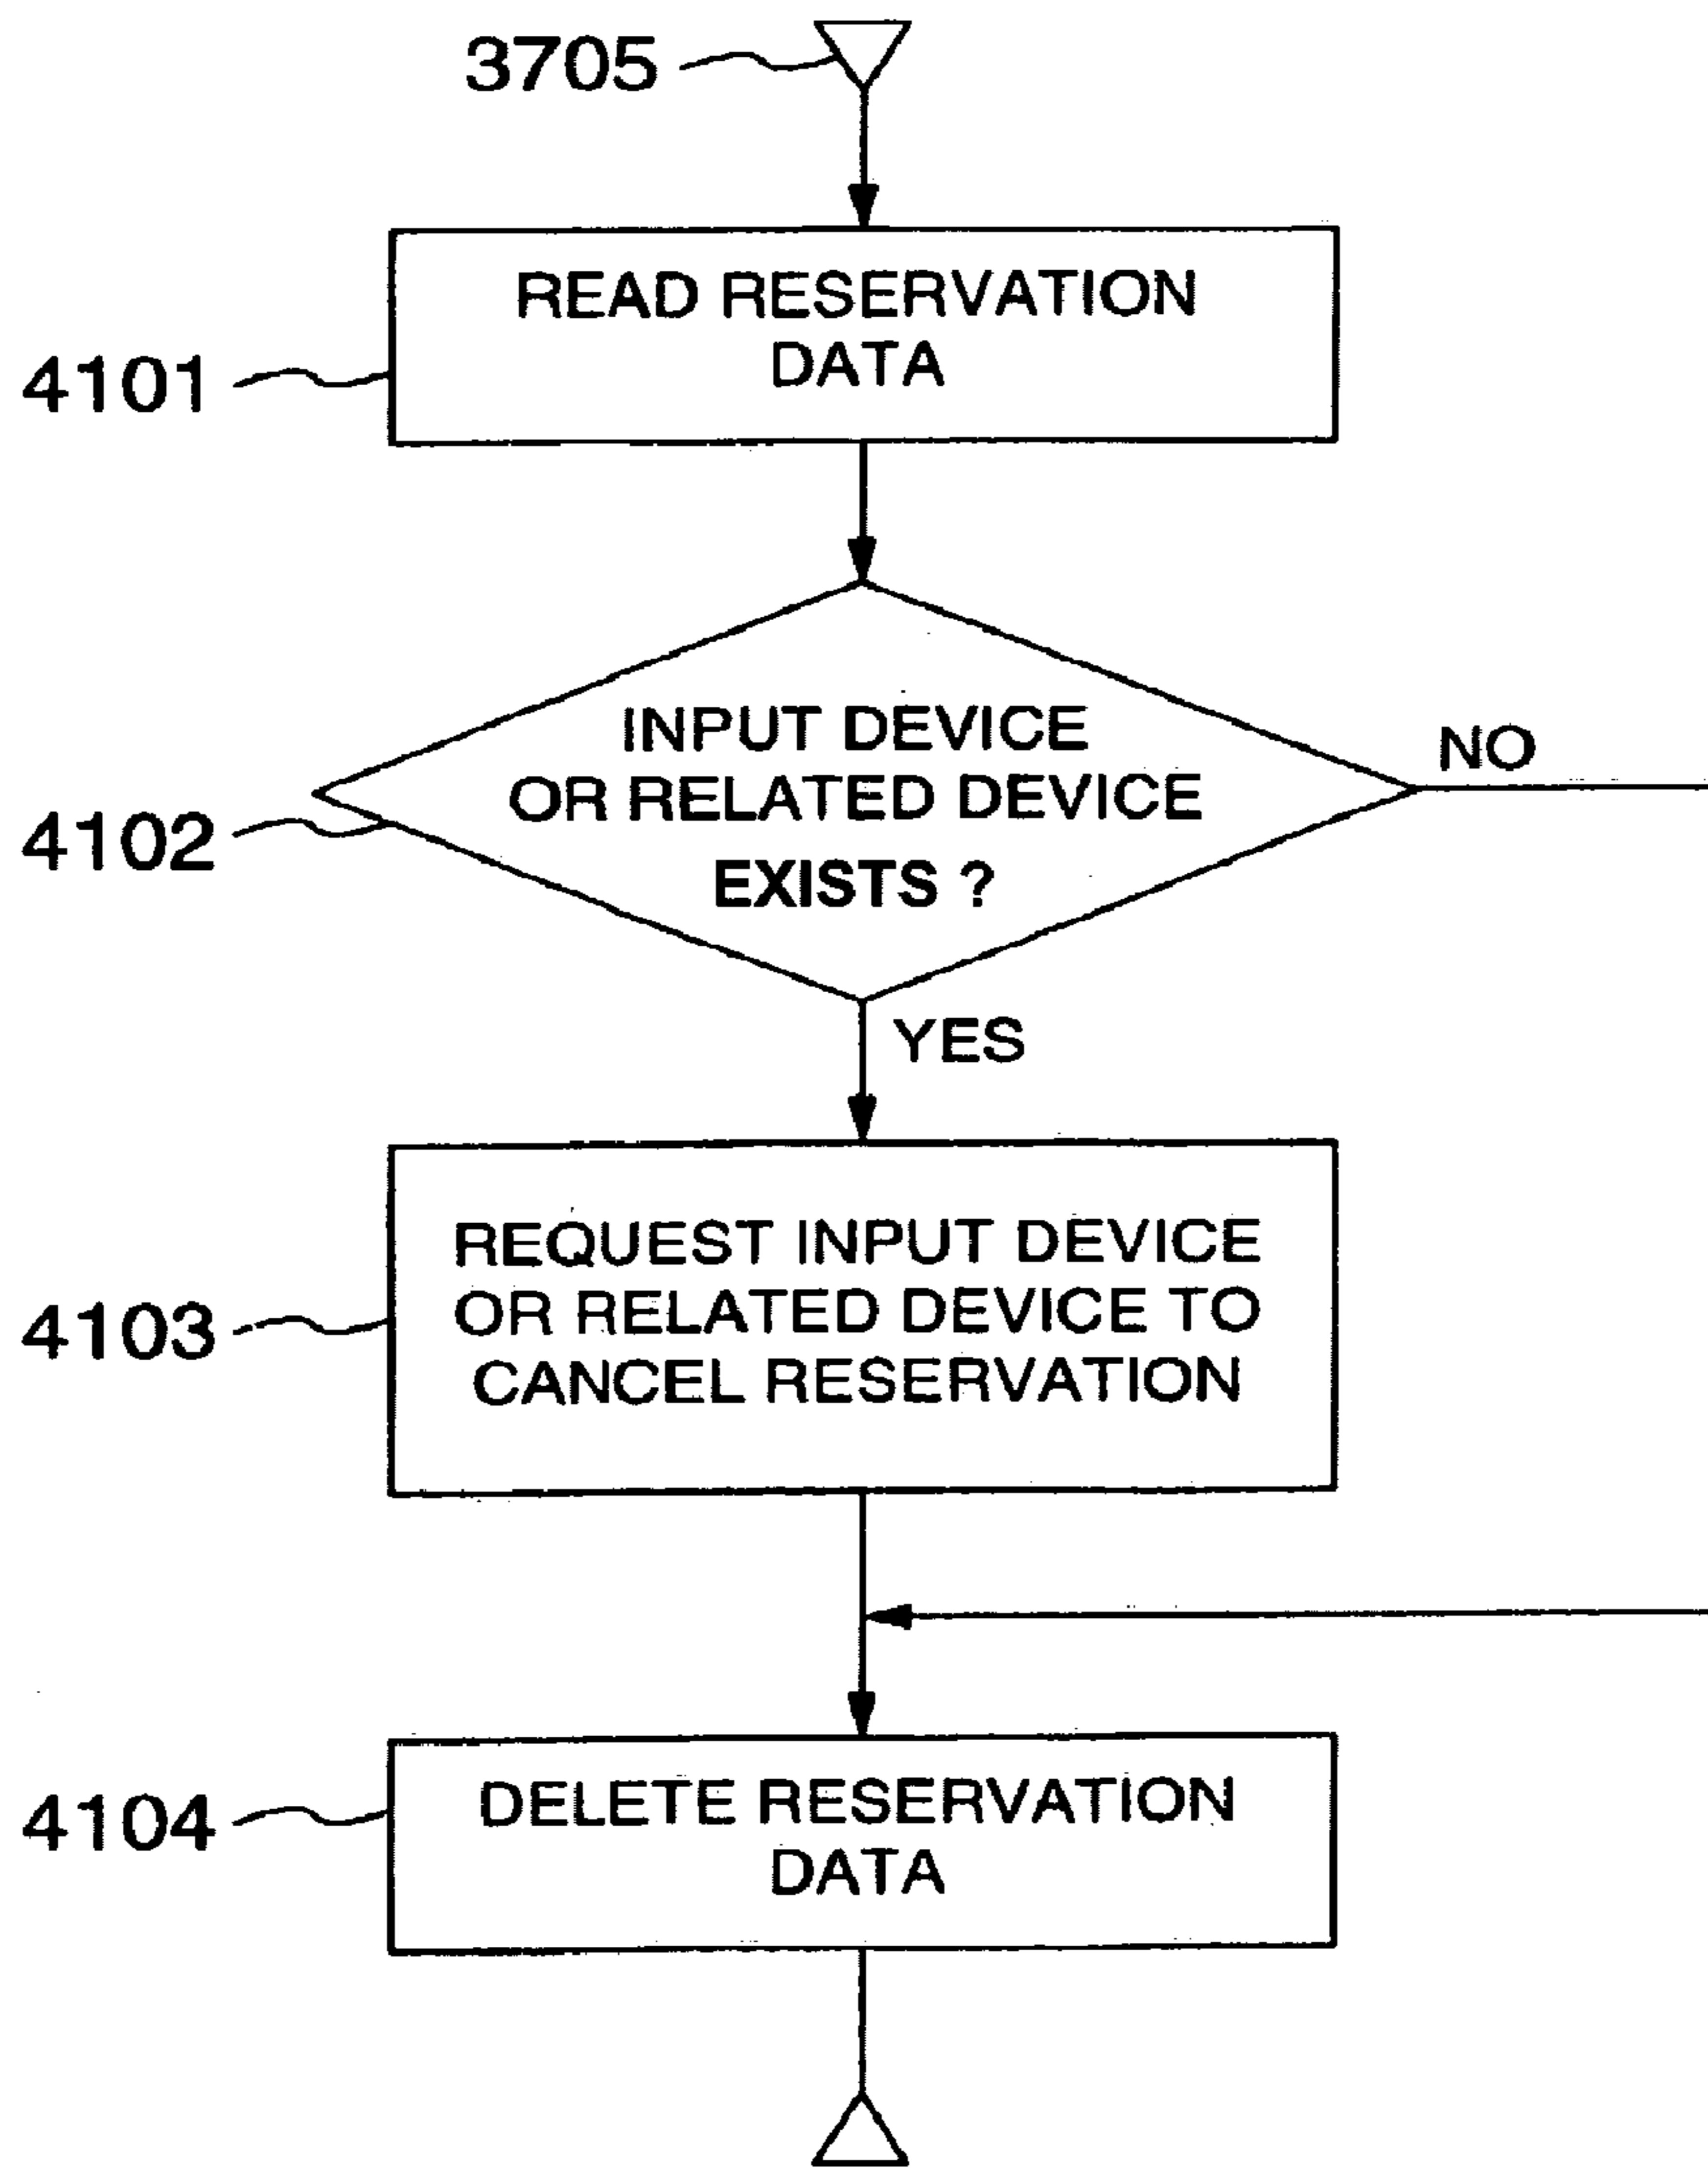 3705
READ RESERVATION
DATA
4101
INPUT DEVICE
OR RELATED DEVICE
EXISTS ?
NO
4102
YES
REQUEST INPUT DEVICE
OR RELATED DEVICE TO
CANCEL RESERVATION
4103
DELETE RESERVATION
DATA
4104